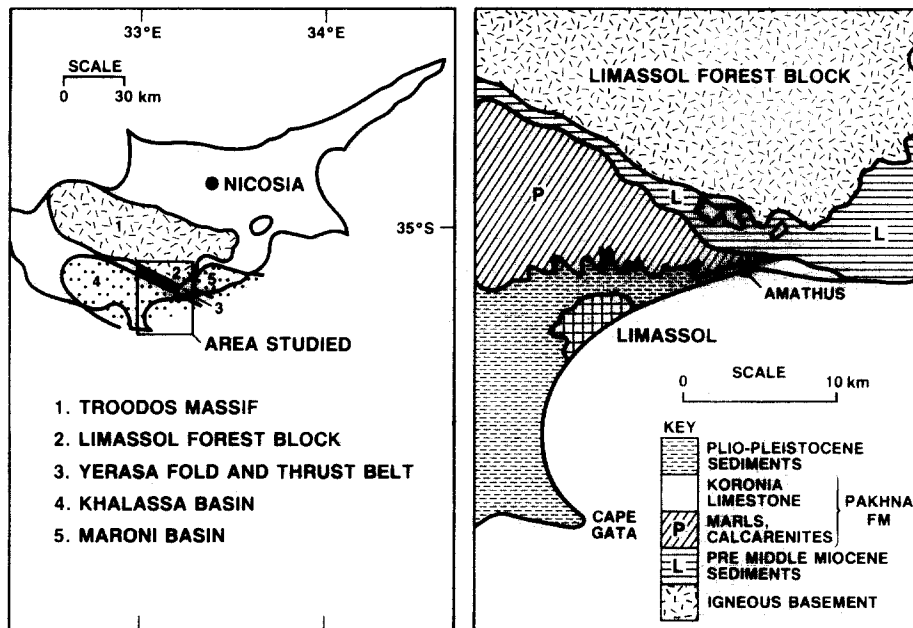 33°E 34°E
SCALE
0 30 km
NICOSIA
1
35°S
2
4
5
3
AREA STUDIED
1. TROODOS MASSIF
2. LIMASSOL FOREST BLOCK
3. YERASA FOLD AND THRUST BELT
4. KHALASSA BASIN
5. MARONI BASIN
LIMASSOL FOREST BLOCK
P
L
L
AMATHUS
LIMASSOL
SCALE
0 10 km
CAPE
GATA
KEY
PLIO-PLEISTOCENE
SEDIMENTS
KORONIA
LIMESTONE
PAKHNA
FM
P MARLS,
CALCARENITES
L PRE MIDDLE MIOCENE
SEDIMENTS
IGNEOUS BASEMENT